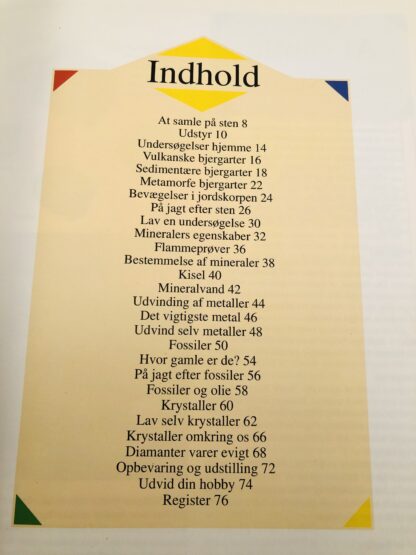 Indhold
At samle på sten 8
Udstyr 10
Undersøgelser hjemme 14
Vulkanske bjergarter 16
Sedimentære bjergarter 18
Metamorfe bjergarter 22
Bevægelser i jordskorpen 24
På jagt efter sten 26
Lav en undersøgelse 30
Mineralers egenskaber 32
Flammeprøver 36
Bestemmelse af mineraler 38
Kisel 40
Mineralvand 42
Udvinding af metaller 44
Det vigtigste metal 46
Udvind selv metaller 48
Fossiler 50
Hvor gamle er de? 54
På jagt efter fossiler 56
Fossiler og olie 58
Krystaller 60
Lav selv krystaller 62
Krystaller omkring os 66
Diamanter varer evigt 68
Opbevaring og udstilling 72
Udvid din hobby 74
Register 76